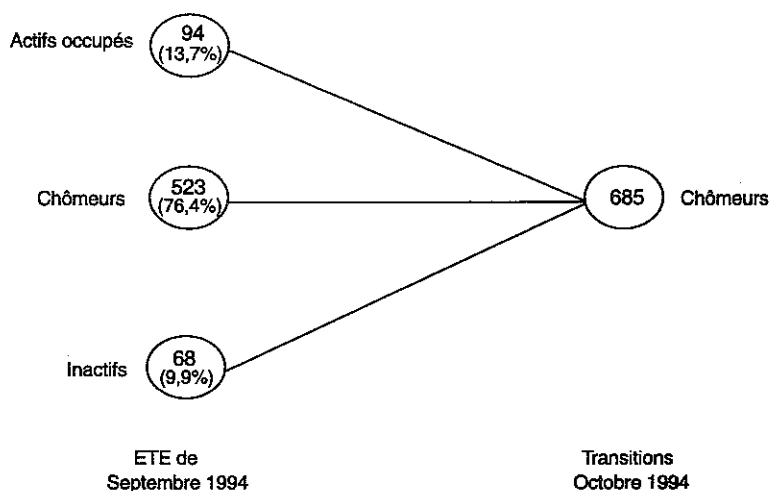 Actifs occupés
94
(13,7%)
Chômeurs
523
(76,4%)
685
Chômeurs
Inactifs
68
(9,9%)
ETE de
Septembre 1994
Transitions
Octobre 1994